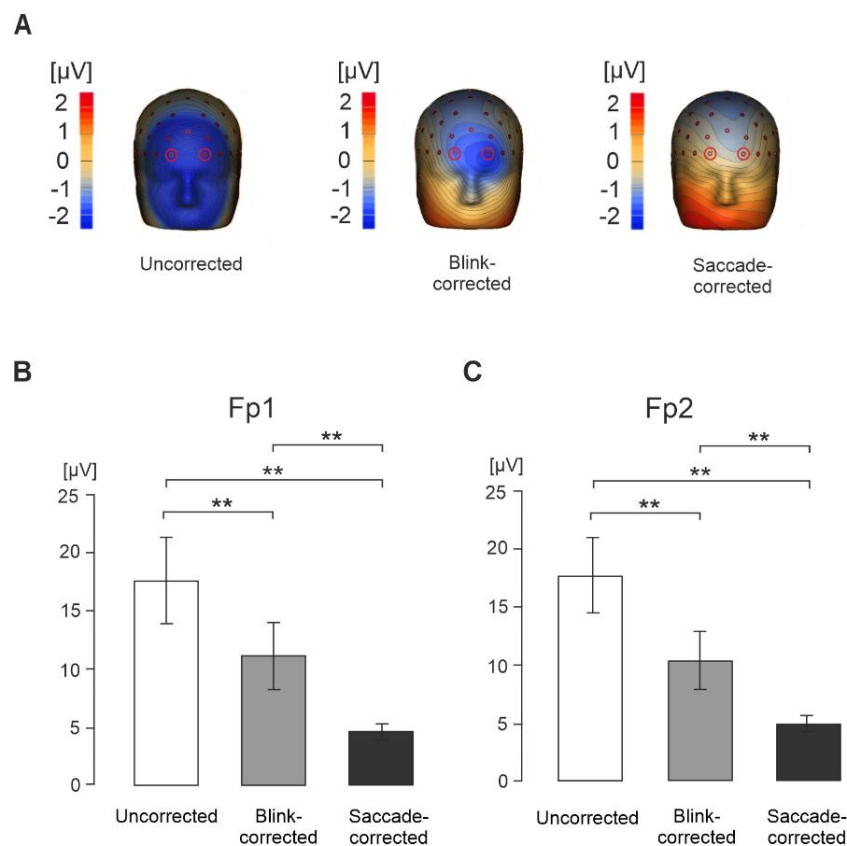 A
[µV]
2
1
0
-1
-2
Uncorrected
[µV]
2
1
0
-1
-2
Blink-
corrected
[µV]
2
1
0
-1
-2
Saccade-
corrected
B
Fp1
**
**
**
[µV]
25
20
15
10
5
0
Uncorrected
Blink-
corrected
Saccade-
corrected
C
Fp2
**
**
**
[µV]
25
20
15
10
5
0
Uncorrected
Blink-
corrected
Saccade-
corrected